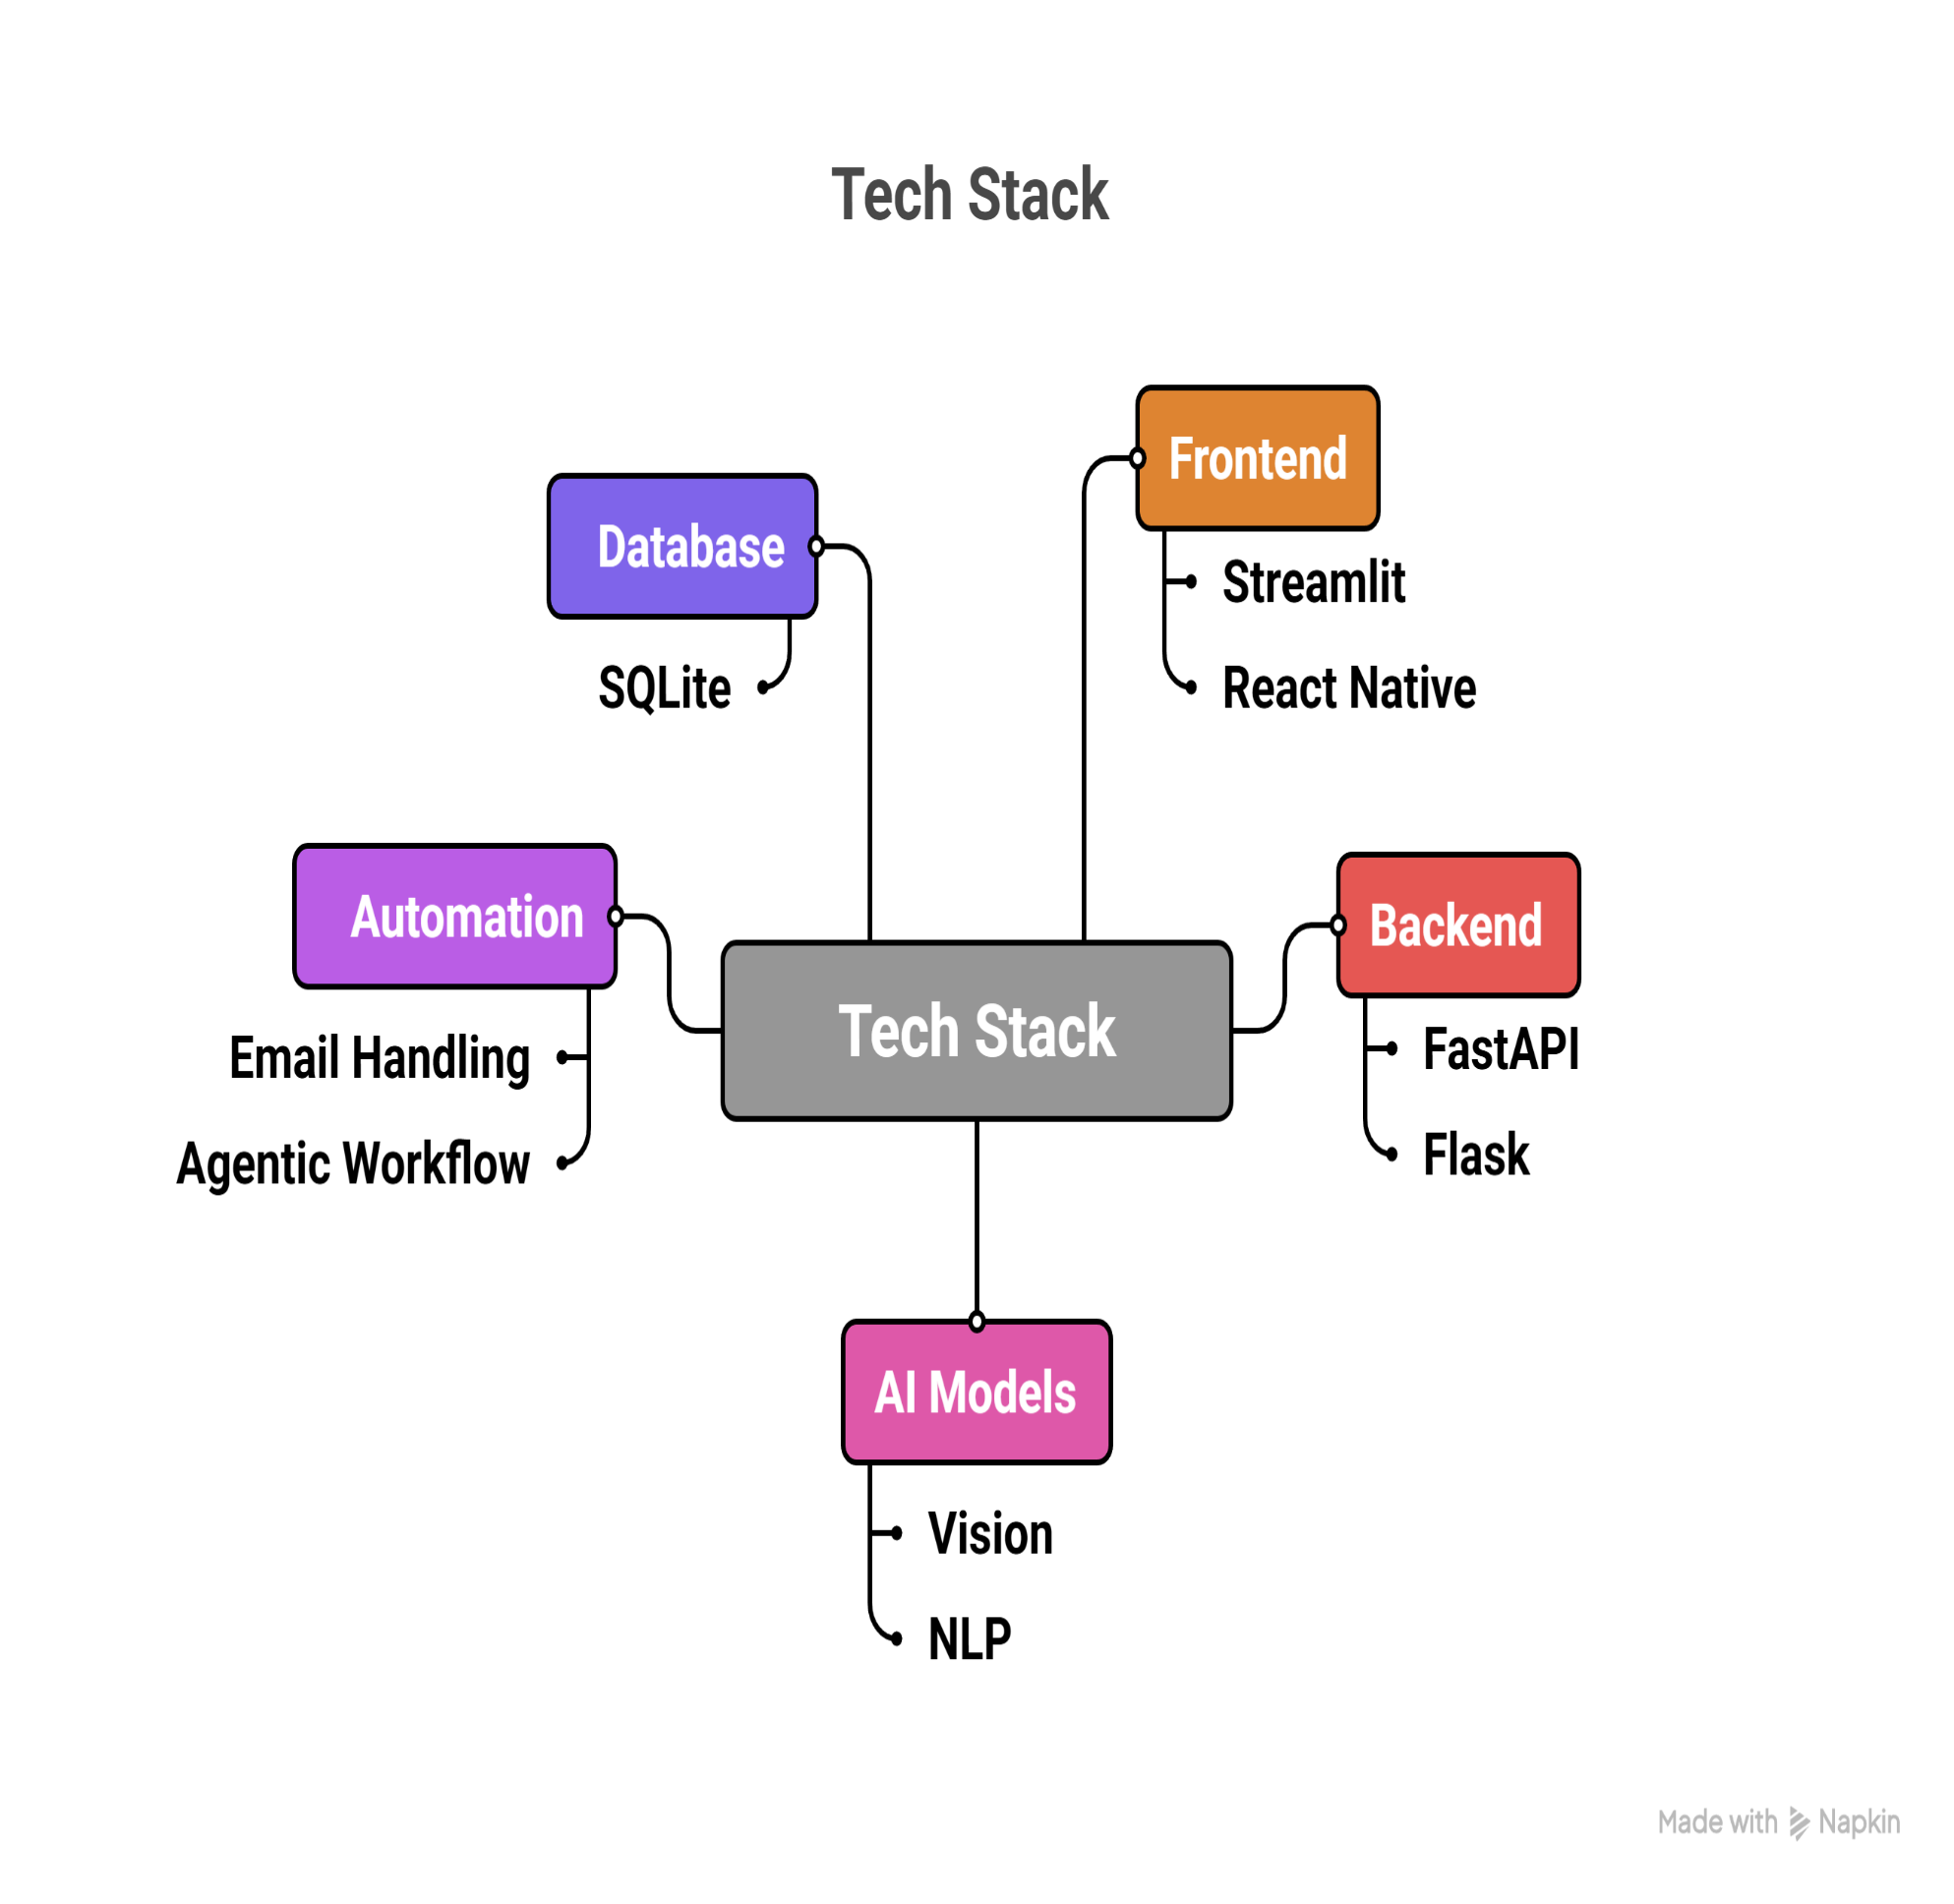 Tech Stack
Frontend
Streamlit
React Native
Database
SQLite
Automation
Email Handling
Agentic Workflow
Tech Stack
Backend
FastAPI
Flask
AI Models
Vision
NLP
Made with Napkin